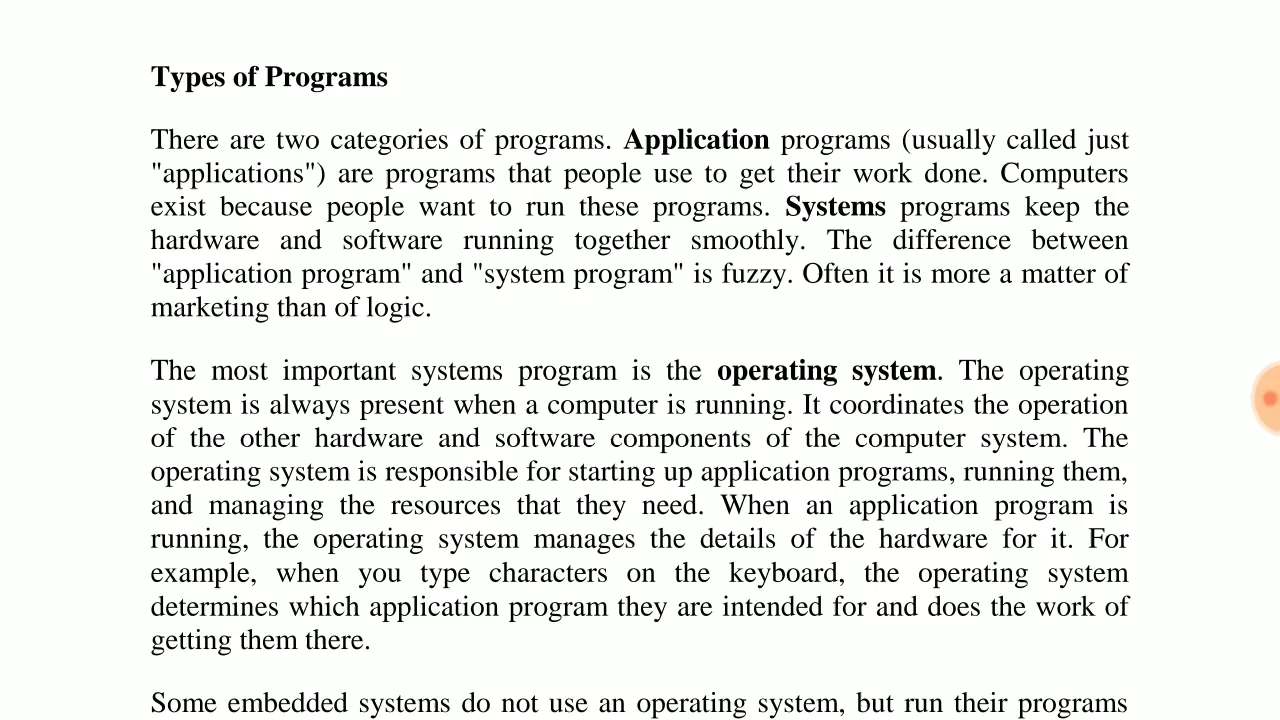 Types of Programs
There are two categories of programs. Application programs (usually called just
"applications") are programs that people use to get their work done. Computers
exist because people want to run these programs. Systems programs keep the
hardware and software running together smoothly. The difference between
"application program" and "system program" is fuzzy. Often it is more a matter of
marketing than of logic.
The most important systems program is the operating system. The operating
system is always present when a computer is running. It coordinates the operation
of the other hardware and software components of the computer system. The
operating system is responsible for starting up application programs, running them,
and managing the resources that they need. When an application program is
running, the operating system manages the details of the hardware for it. For
example, when you type characters on the keyboard, the operating system
determines which application program they are intended for and does the work of
getting them there.
Some embedded systems do not use an operating system, but run their programs